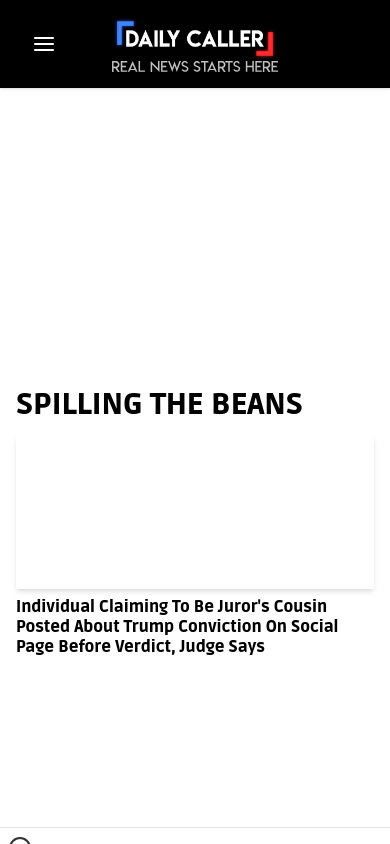 DAILY CALLER
REAL NEWS STARTS HERE
SPILLING THE BEANS
Individual Claiming To Be Juror's Cousin
Posted About Trump Conviction On Social
Page Before Verdict, Judge Says